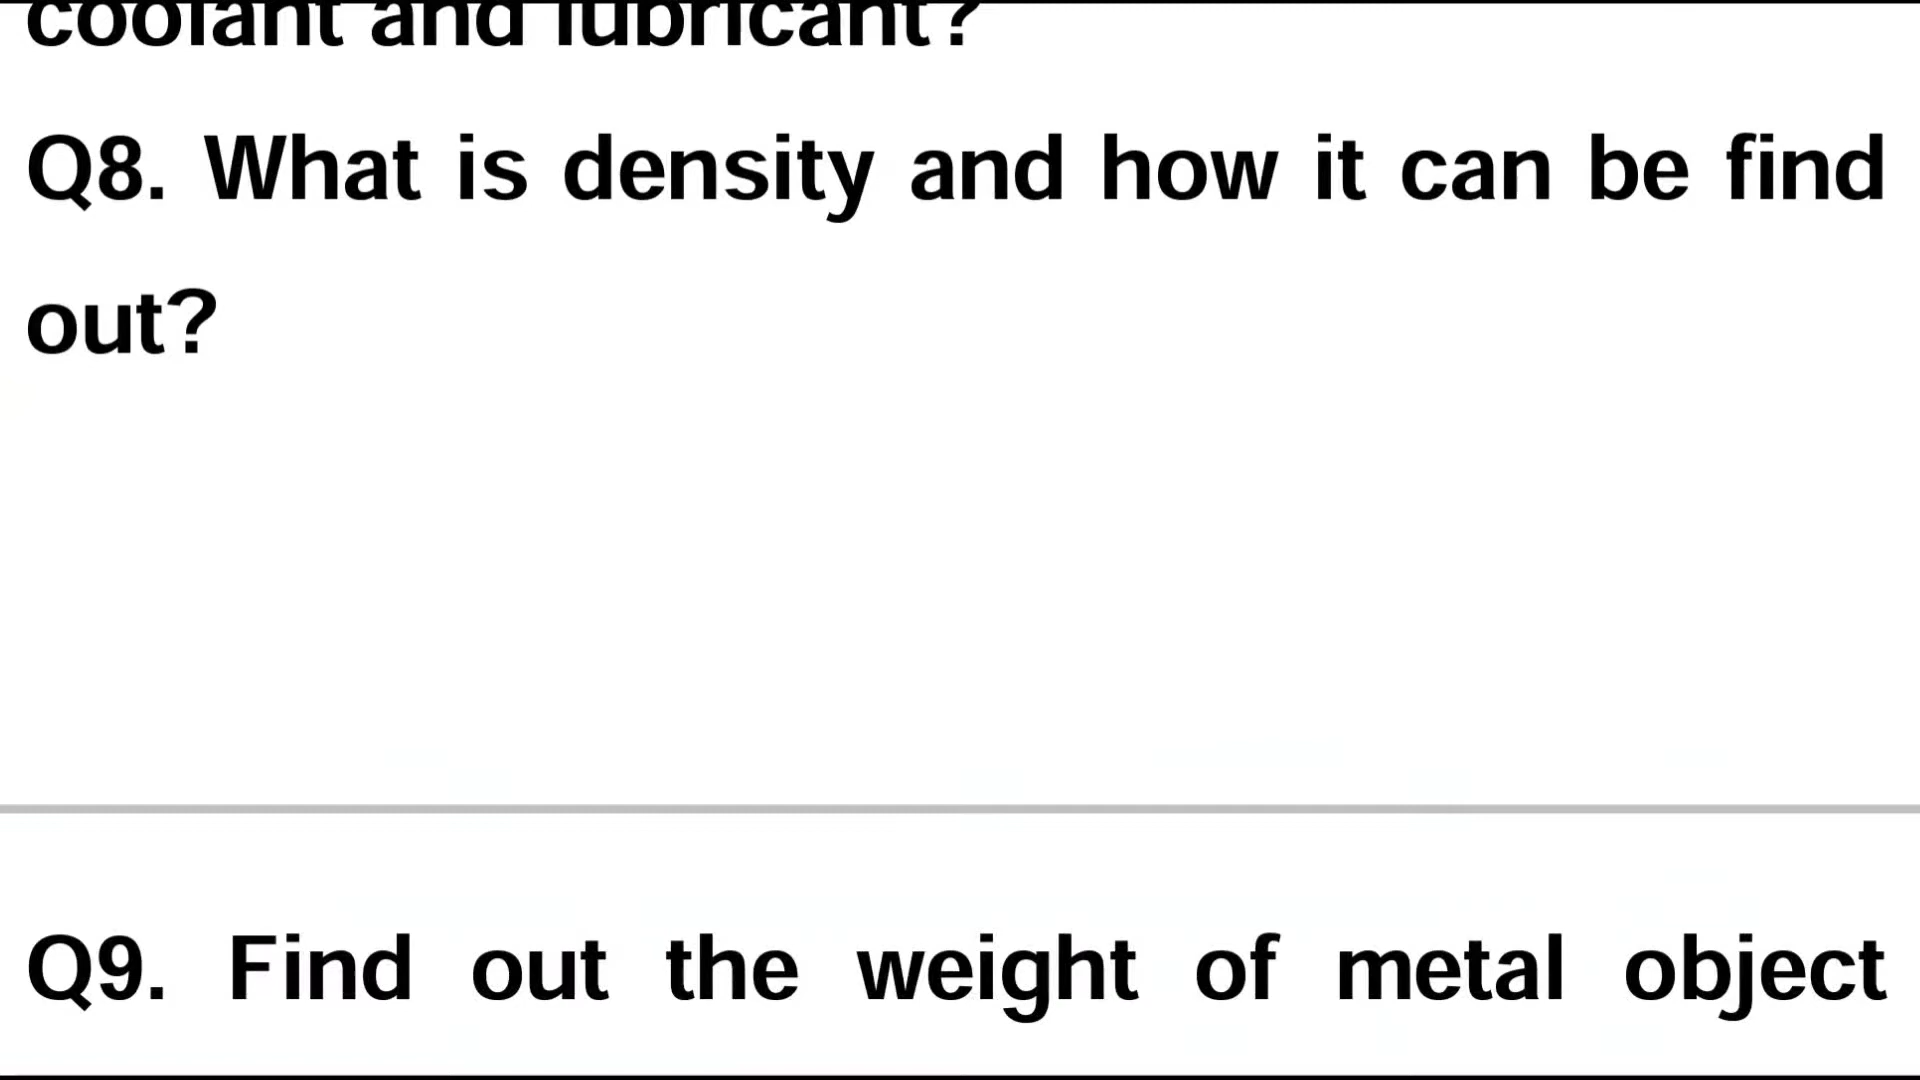 coolant and lubricant?
Q8. What is density and how it can be find
out?
Q9. Find out the weight of metal object